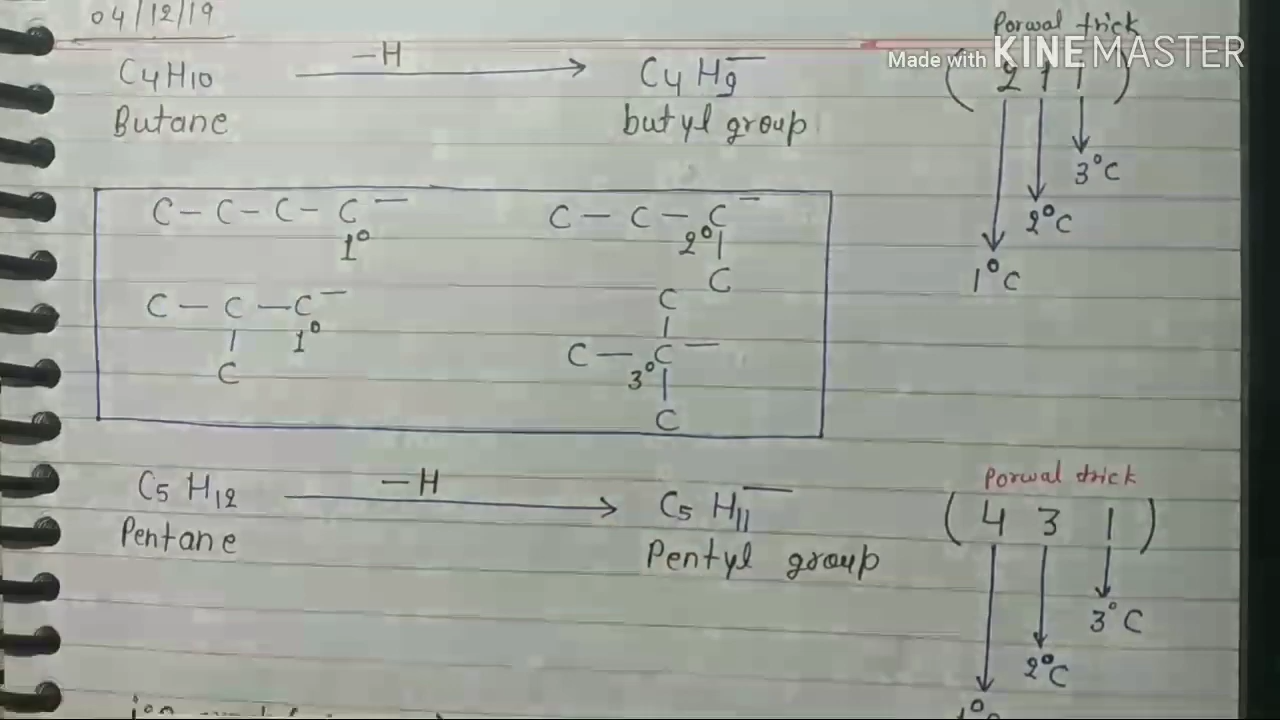 04/12/19
Porwal trick
Made with KINEMASTER
C4H10 —H C4H9—
( 2 1 1 )
Butane butyl group
3°C
2°C
1°C
C – C – C – C —
1°
C – C – C —
2°
C
C – C – C —
1°
C
C
C – C —
3°
C
Porwal trick
C5H12 —H C5H11—
( 4 3 1 )
Pentane Pentyl group
3°C
2°C